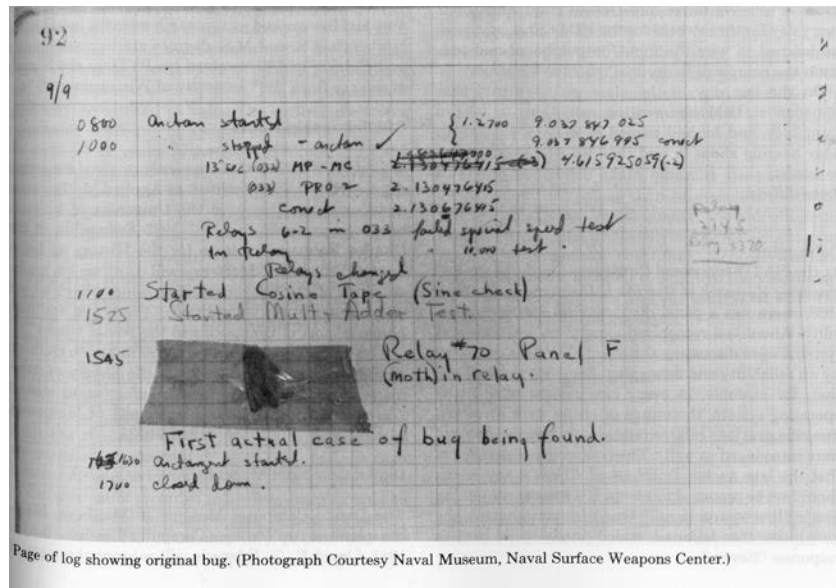 92
9/9
0800 Antan started { 1.2700 9.037 847 025
1000 " stopped - antan ✓ 9.037 846 995 conect
13"uc (032) MP - MC 2.130476415 (-3) 4.615925059(-2)
(033) PRO 2 2.130476415
conect 2.130676415
Relays 6-2 in 033 failed special speed test
In Relay " 10,000 test .
Relays changed
Relay
2145
Relay 3370
1100 Started Cosine Tape (Sine check)
1525 Started Mult + Adder Test.
1545 Relay #70 Panel F
(moth) in relay.
First actual case of bug being found.
1630 antangent started.
1700 closed down.
Page of log showing original bug. (Photograph Courtesy Naval Museum, Naval Surface Weapons Center.)